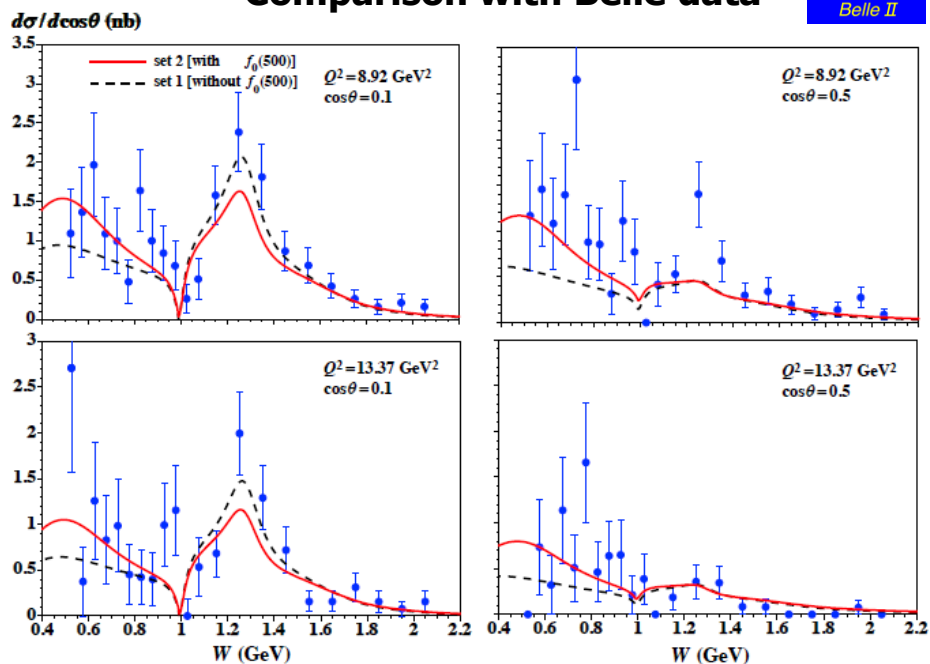 Comparison with Belle data
Belle II
dσ/dcosθ (nb)
3.5
3
2.5
2
1.5
1
0.5
0
set 2 [with f₀(500)]
set 1 [without f₀(500)]
Q²=8.92 GeV²
cosθ=0.1
Q²=8.92 GeV²
cosθ=0.5
3
2.5
2
1.5
1
0.5
0
Q²=13.37 GeV²
cosθ=0.1
Q²=13.37 GeV²
cosθ=0.5
0.4 0.6 0.8 1 1.2 1.4 1.6 1.8 2 2.2
0.4 0.6 0.8 1 1.2 1.4 1.6 1.8 2 2.2
W (GeV)
W (GeV)